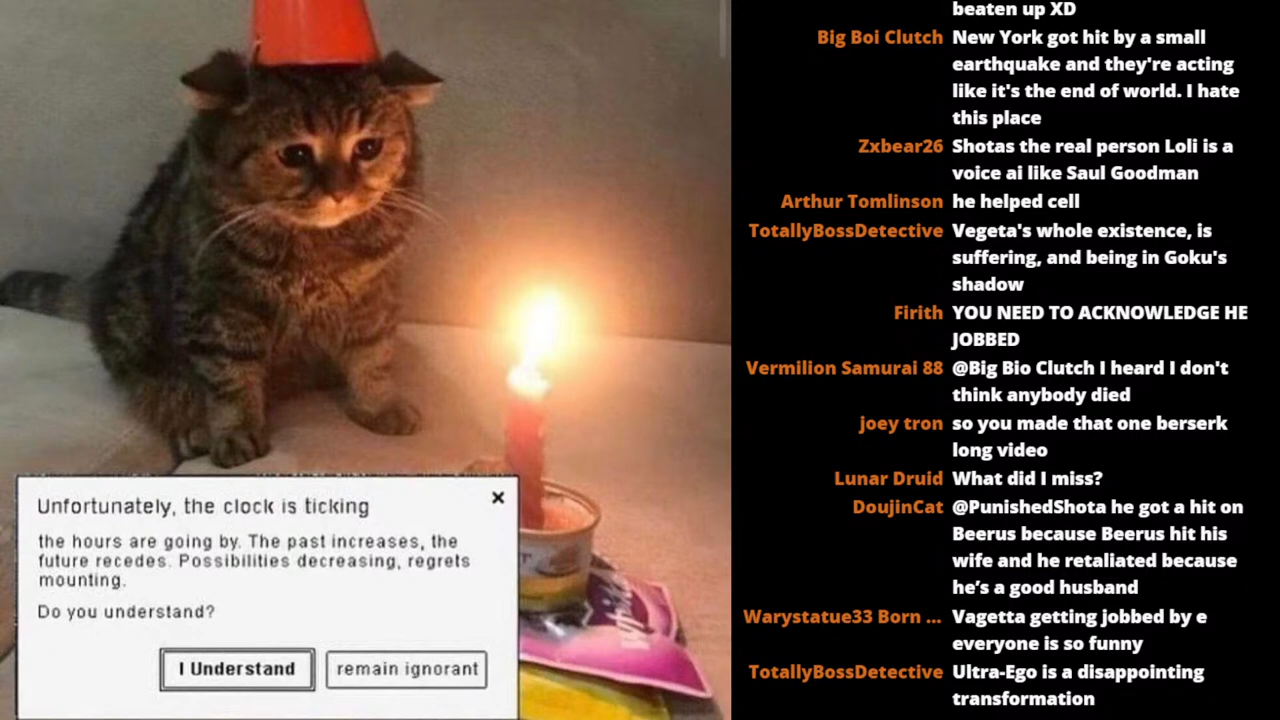 Unfortunately, the clock is ticking
the hours are going by. The past increases, the
future recedes. Possibilities decreasing, regrets
mounting.
Do you understand?
I Understand
remain ignorant
beaten up XD
Big Boi Clutch New York got hit by a small
earthquake and they're acting
like it's the end of world. I hate
this place
Zxbear26 Shotas the real person Loli is a
voice ai like Saul Goodman
Arthur Tomlinson he helped cell
TotallyBossDetective Vegeta's whole existence, is
suffering, and being in Goku's
shadow
Firith YOU NEED TO ACKNOWLEDGE HE
JOBBED
Vermilion Samurai 88 @Big Bio Clutch I heard I don't
think anybody died
joey tron so you made that one berserk
long video
Lunar Druid What did I miss?
DoujinCat @PunishedShota he got a hit on
Beerus because Beerus hit his
wife and he retaliated because
he’s a good husband
Warystatue33 Born ... Vagetta getting jobbed by e
everyone is so funny
TotallyBossDetective Ultra-Ego is a disappointing
transformation